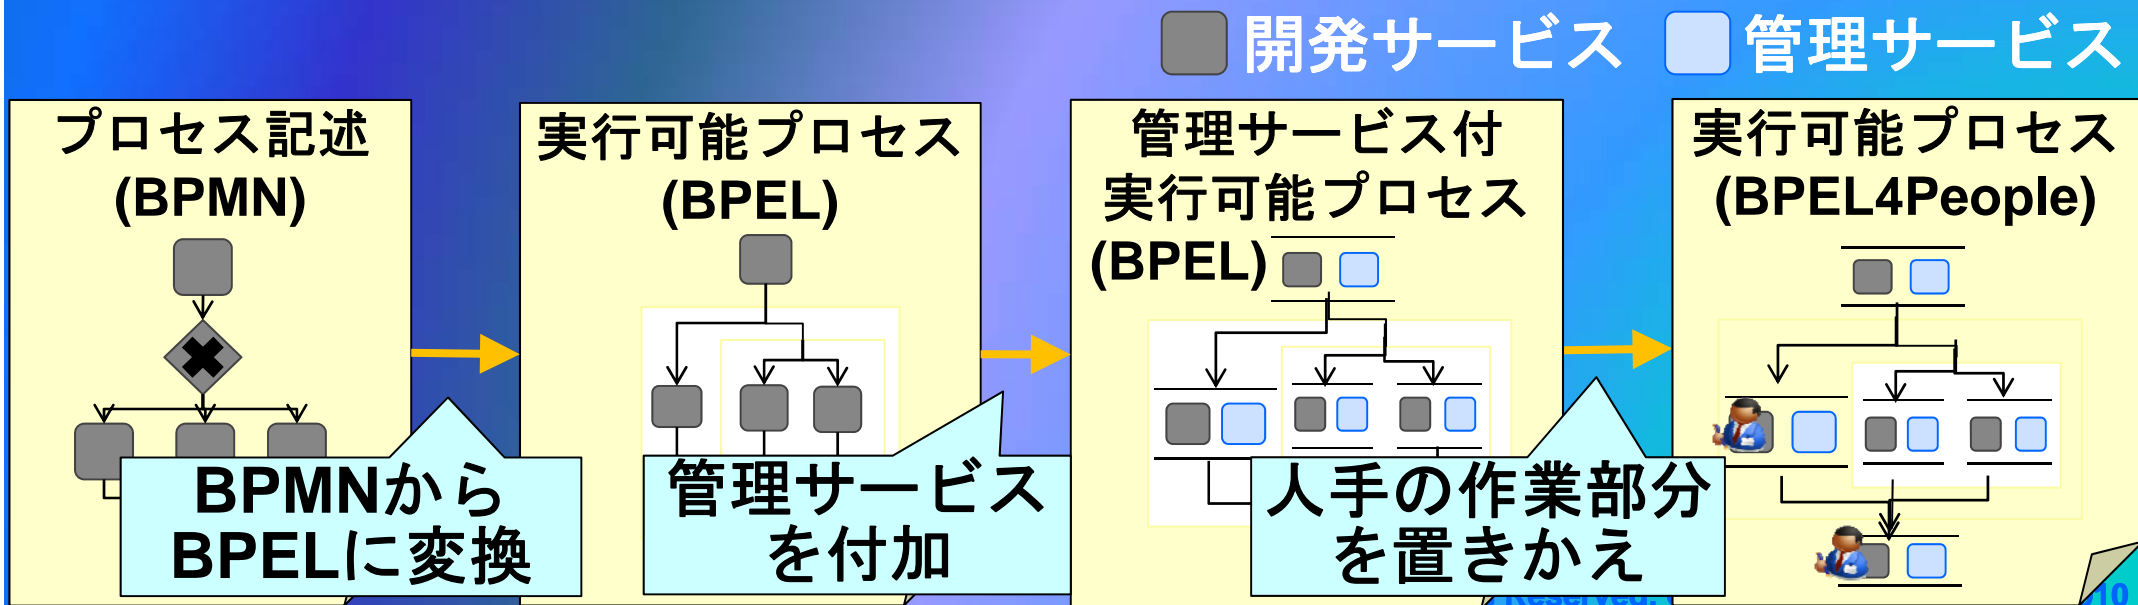 開発サービス 管理サービス
プロセス記述
(BPMN)
実行可能プロセス
(BPEL)
管理サービス付
実行可能プロセス
(BPEL)
実行可能プロセス
(BPEL4People)
BPMNから
BPELに変換
管理サービス
を付加
人手の作業部分
を置きかえ
Reserved.
10